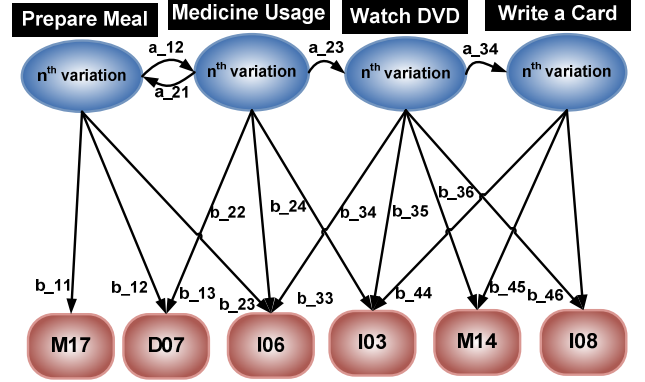 Prepare Meal
Medicine Usage
Watch DVD
Write a Card
nth variation
a_12
a_21
nth variation
a_23
nth variation
a_34
nth variation
b_11
b_12
b_13
b_22
b_23
b_24
b_33
b_34
b_35
b_36
b_44
b_45
b_46
M17
D07
I06
I03
M14
I08